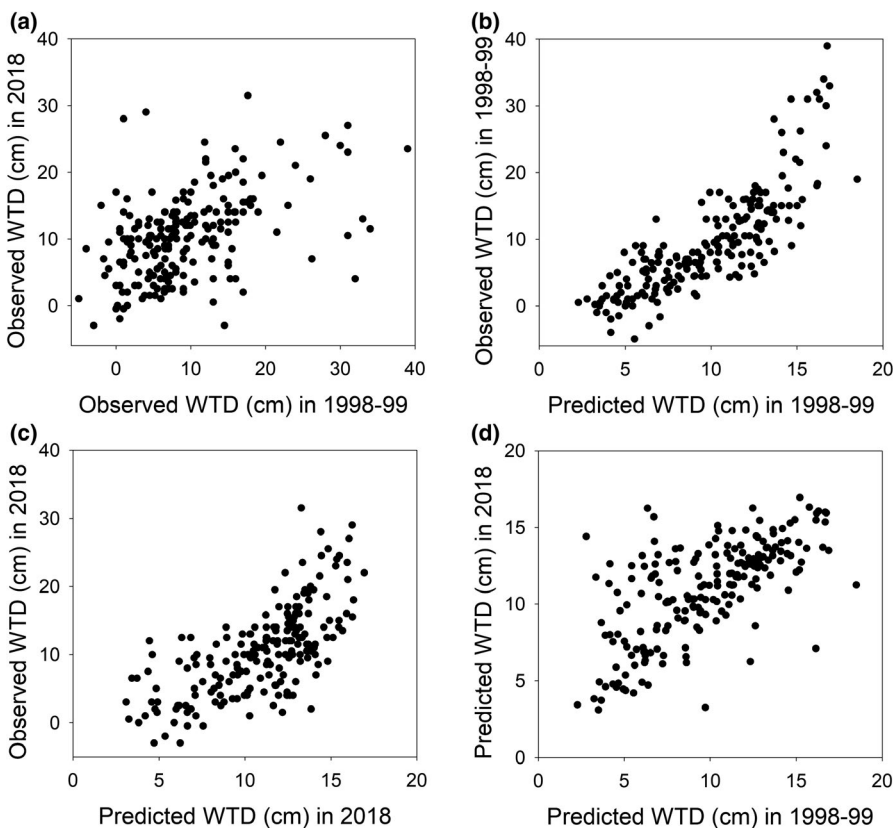 (a)
Observed WTD (cm) in 2018
40
30
20
10
0
0 10 20 30 40
Observed WTD (cm) in 1998-99
(b)
Observed WTD (cm) in 1998-99
40
30
20
10
0
0 5 10 15 20
Predicted WTD (cm) in 1998-99
(c)
Observed WTD (cm) in 2018
40
30
20
10
0
0 10 20
Predicted WTD (cm) in 2018
(d)
Predicted WTD (cm) in 2018
20
15
10
5
0
0 5 10 15 20
Predicted WTD (cm) in 1998-99